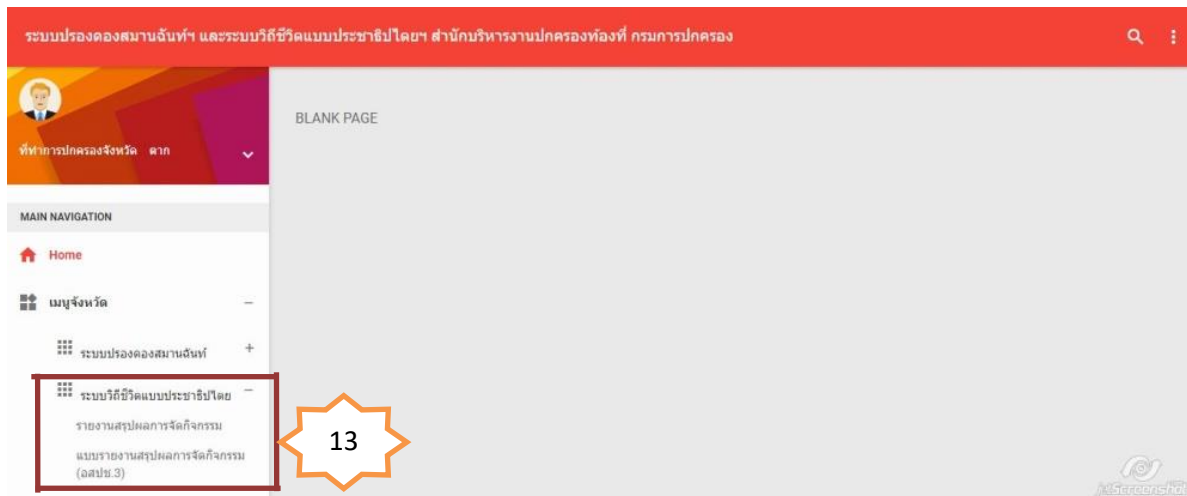 ระบบปรองดองสมานฉันท์ฯ และระบบวิถีชีวิตแบบประชาธิปไตยฯ สำนักบริหารงานปกครองท้องที่ กรมการปกครอง
BLANK PAGE
ที่ทำการปกครองจังหวัด ตาก
MAIN NAVIGATION
Home
เมนูจังหวัด
ระบบปรองดองสมานฉันท์
ระบบวิถีชีวิตแบบประชาธิปไตย
รายงานสรุปผลการจัดกิจกรรม
แบบรายงานสรุปผลการจัดกิจกรรม
(อสปช.3)
13